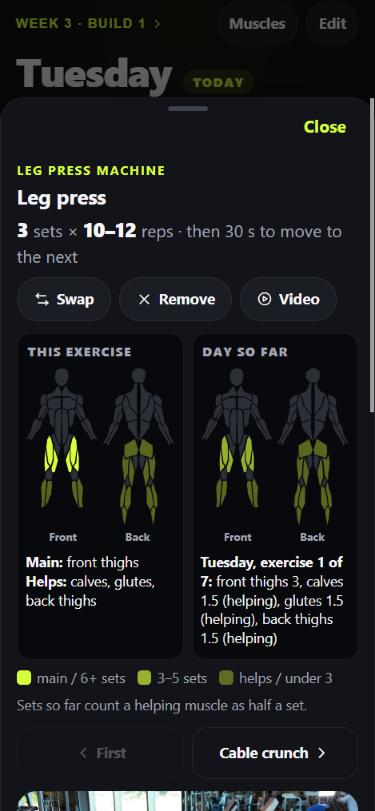 WEEK 3 - BUILD 1 >
Muscles
Edit
Tuesday
TODAY
Close
LEG PRESS MACHINE
Leg press
3 sets × 10–12 reps · then 30 s to move to
the next
Swap
Remove
Video
THIS EXERCISE
Front
Back
Main: front thighs
Helps: calves, glutes,
back thighs
DAY SO FAR
Front
Back
Tuesday, exercise 1 of
7: front thighs 3, calves
1.5 (helping), glutes 1.5
(helping), back thighs
1.5 (helping)
main / 6+ sets
3–5 sets
helps / under 3
Sets so far count a helping muscle as half a set.
< First
Cable crunch >